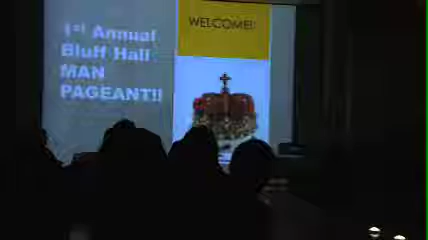 1st Annual
Bluff Hall
MAN
PAGEANT!!
WELCOME!!